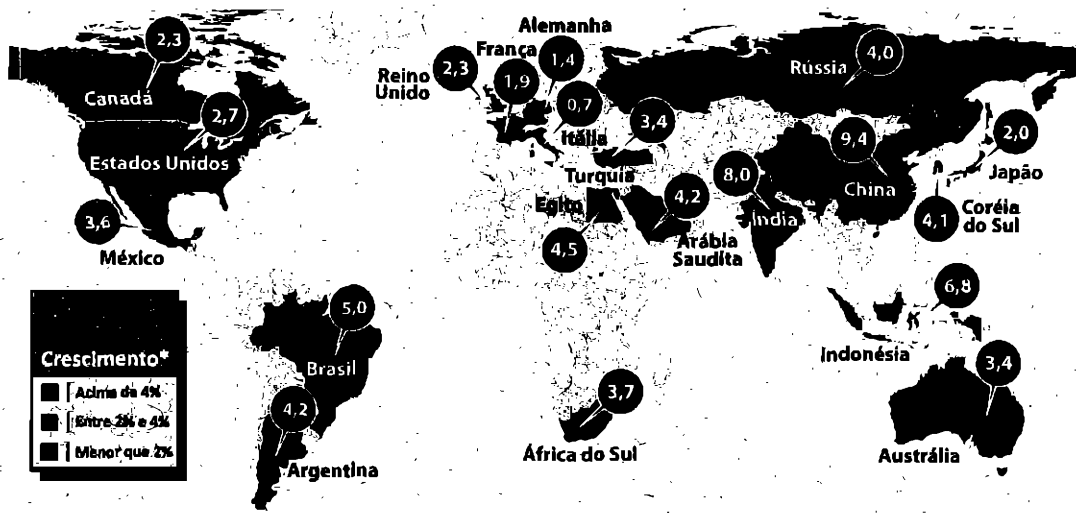 2,3
Canadá
2,7
Estados Unidos
3,6
México
5,0
Brasil
4,2
Argentina
Alemanha
1,4
França
1,9
Reino
Unido
2,3
0,7
Itália
3,4
Turquia
Egito
4,5
4,2
Arábia
Saudita
Rússia
4,0
9,4
China
8,0
Índia
2,0
Japão
4,1
Coréia
do Sul
6,8
Indonésia
3,4
Austrália
3,7
África do Sul
Crescimento*
Acima de 4%
Entre 2% e 4%
Menor que 2%